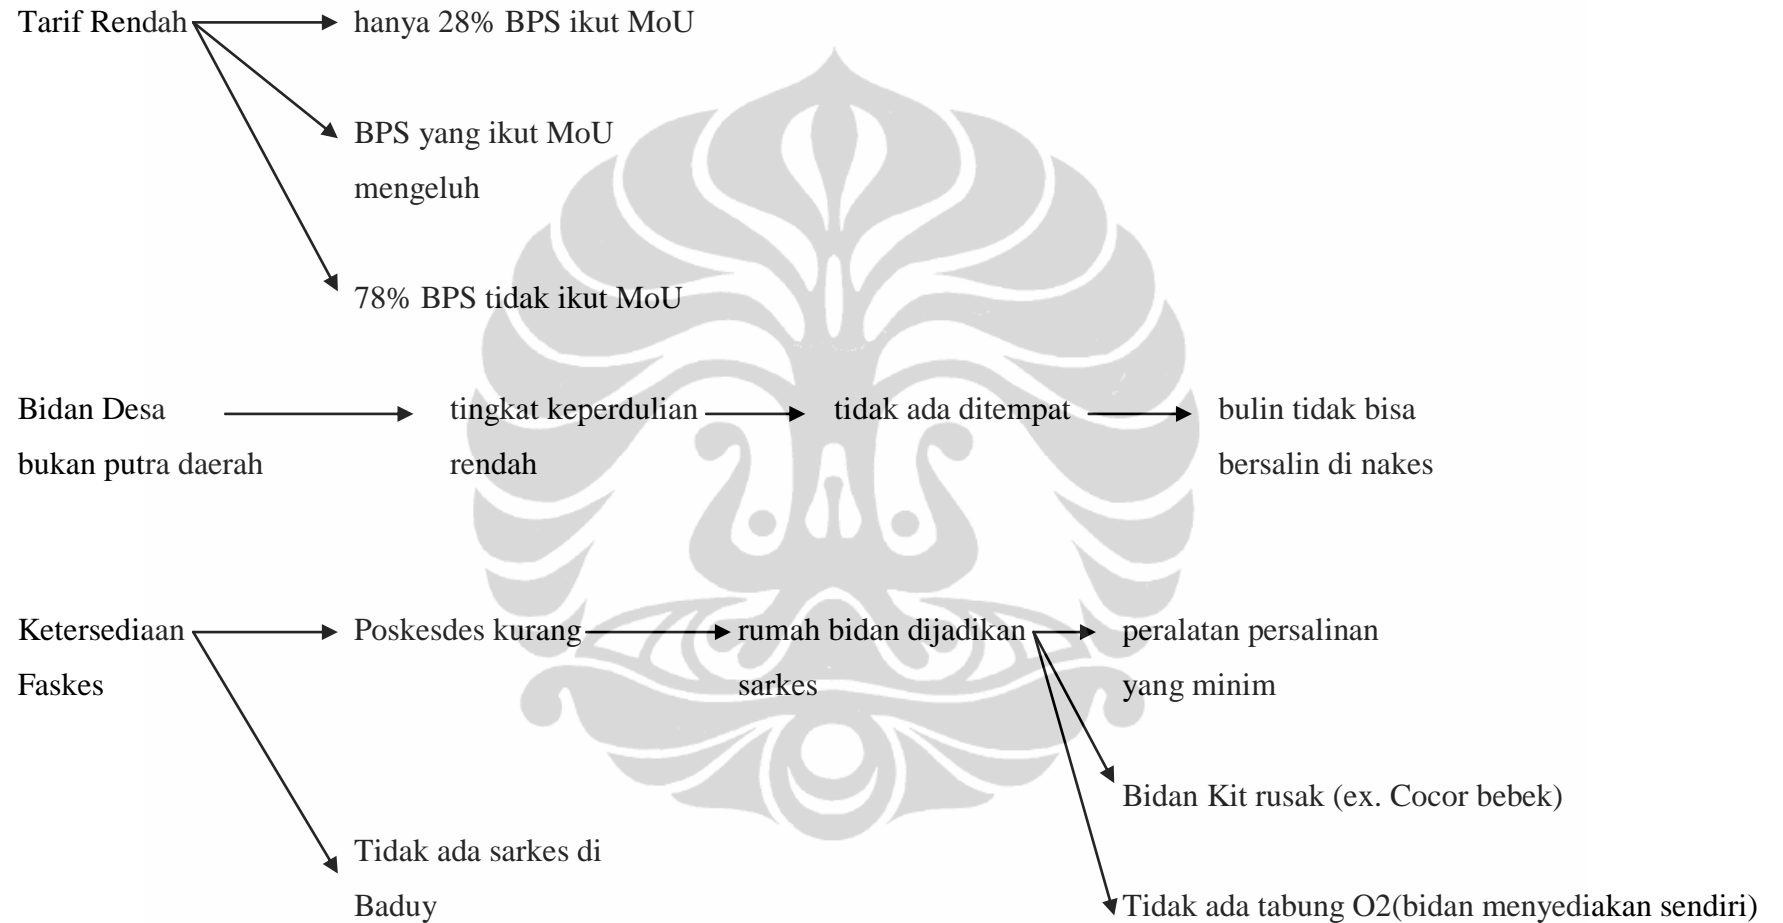 Tarif Rendah
hanya 28% BPS ikut MoU
BPS yang ikut MoU
mengeluh
78% BPS tidak ikut MoU
Bidan Desa
bukan putra daerah
tingkat keperdulian
rendah
tidak ada ditempat
bulin tidak bisa
bersalin di nakes
Ketersediaan
Faskes
Poskesdes kurang
rumah bidan dijadikan
sarkes
peralatan persalinan
yang minim
Bidan Kit rusak (ex. Cocor bebek)
Tidak ada tabung O2(bidan menyediakan sendiri)
Tidak ada sarkes di
Baduy